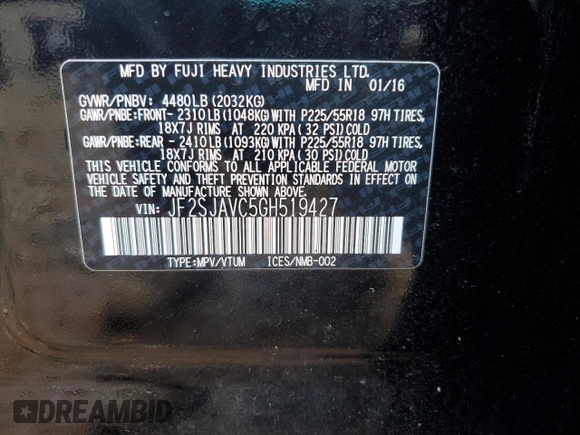 MFD BY FUJI HEAVY INDUSTRIES LTD.
MFD IN 01/16
GVWR/PNBV: 4480LB(2032KG)
GAWR/PNBE:FRONT- 2310LB(1048KG)WITH P225/55R18 97H TIRES,
18X7J RIMS AT 220 KPA(32 PSI)COLD
GAWR/PNBE:REAR - 2410LB(1093KG)WITH P225/55R18 97H TIRES,
18X7J RIMS AT 210 KPA(30 PSI)COLD
THIS VEHICLE CONFORMS TO ALL APPLICABLE FEDERAL MOTOR
VEHICLE SAFETY, BUMPER, AND THEFT PREVENTION STANDARDS IN EFFECT
ON THE DATE OF MANUFACTURE SHOWN ABOVE.
VIN: JF2SJAVC5GH519427
TYPE:MPV/VTUM ICES/NMB-002
DREAMBID